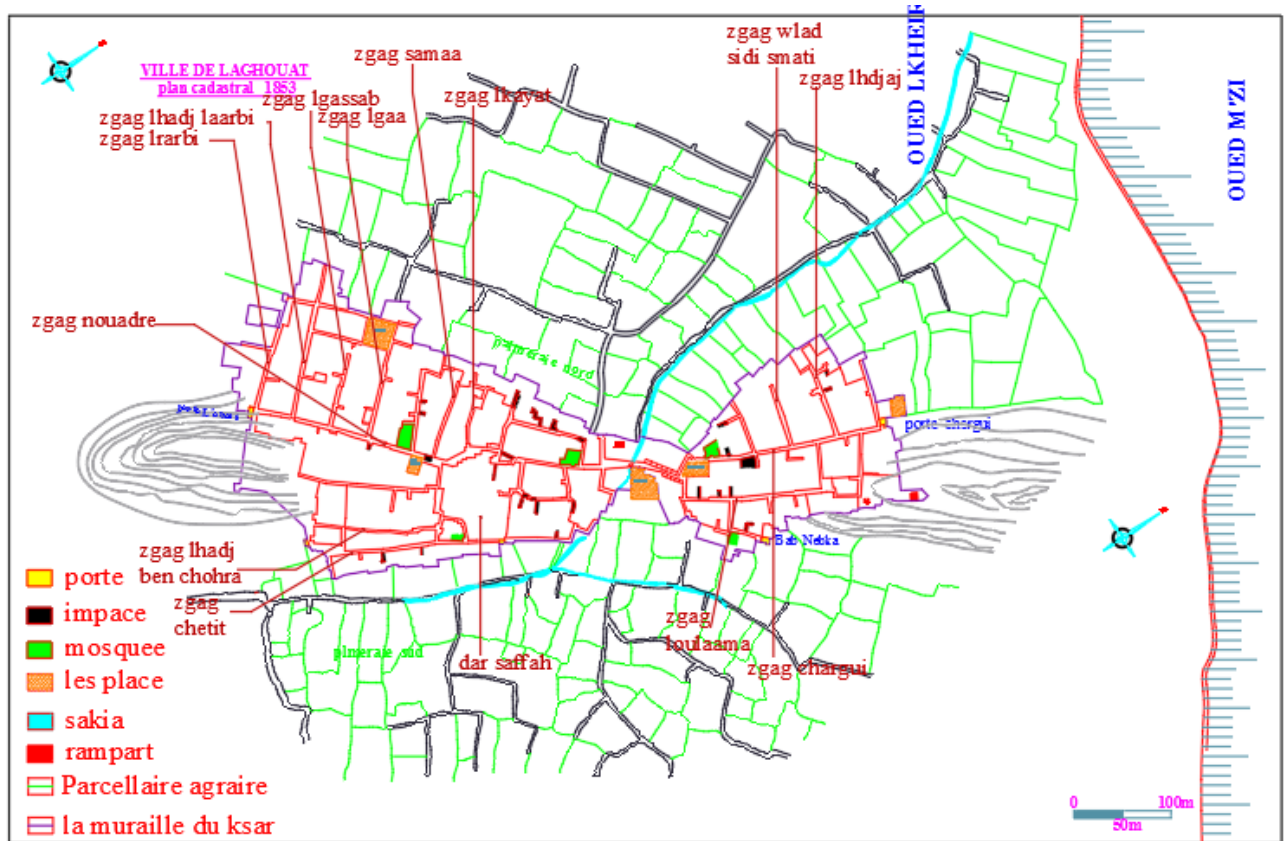 VILLE DE LAGHOUAT
plan cadastral 1853
zgag samaa
zgag wlad
sidi smati
zgag lhdjaj
OUED LKHEIR
OUED M'ZI
zgag lgassab
zgag lkayat
zgag lhadj laarbi
zgag lgaa
zgag lrarbi
zgag nouadre
palmeraie nord
porte chargui
Bab Nebka
zgag lhadj
ben chohra
zgag
chetit
dar saffah
zgag
loulaama
zgag chargui
plmeraie sud
porte
impace
mosquee
les place
sakia
rampart
Parcellaire agraire
la muraille du ksar
0 100m
50m